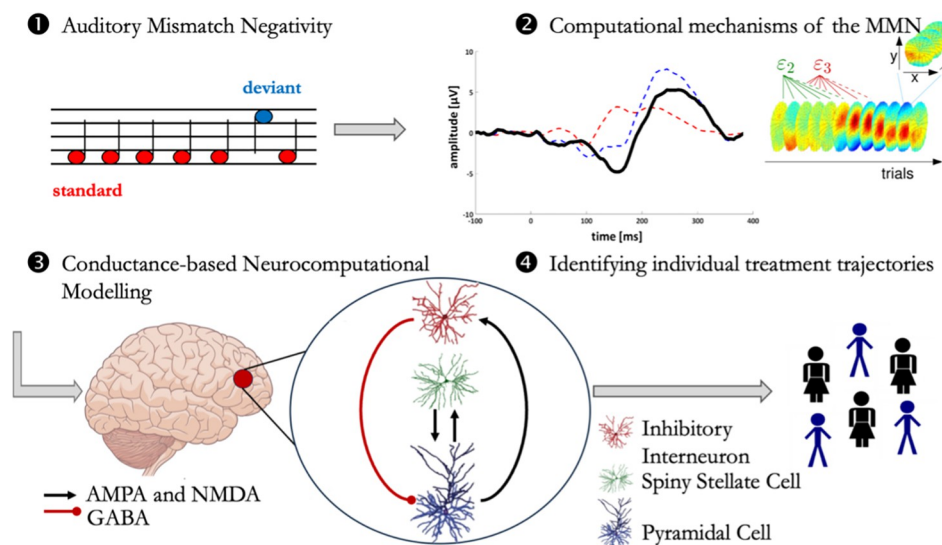 ❶ Auditory Mismatch Negativity
deviant
standard
❷ Computational mechanisms of the MMN
amplitude [µV]
10
5
0
-5
-10
-100
0
100
200
300
400
time [ms]
ε2
ε3
y
x
trials
❸ Conductance-based Neurocomputational
Modelling
AMPA and NMDA
GABA
❹ Identifying individual treatment trajectories
Inhibitory
Interneuron
Spiny Stellate Cell
Pyramidal Cell